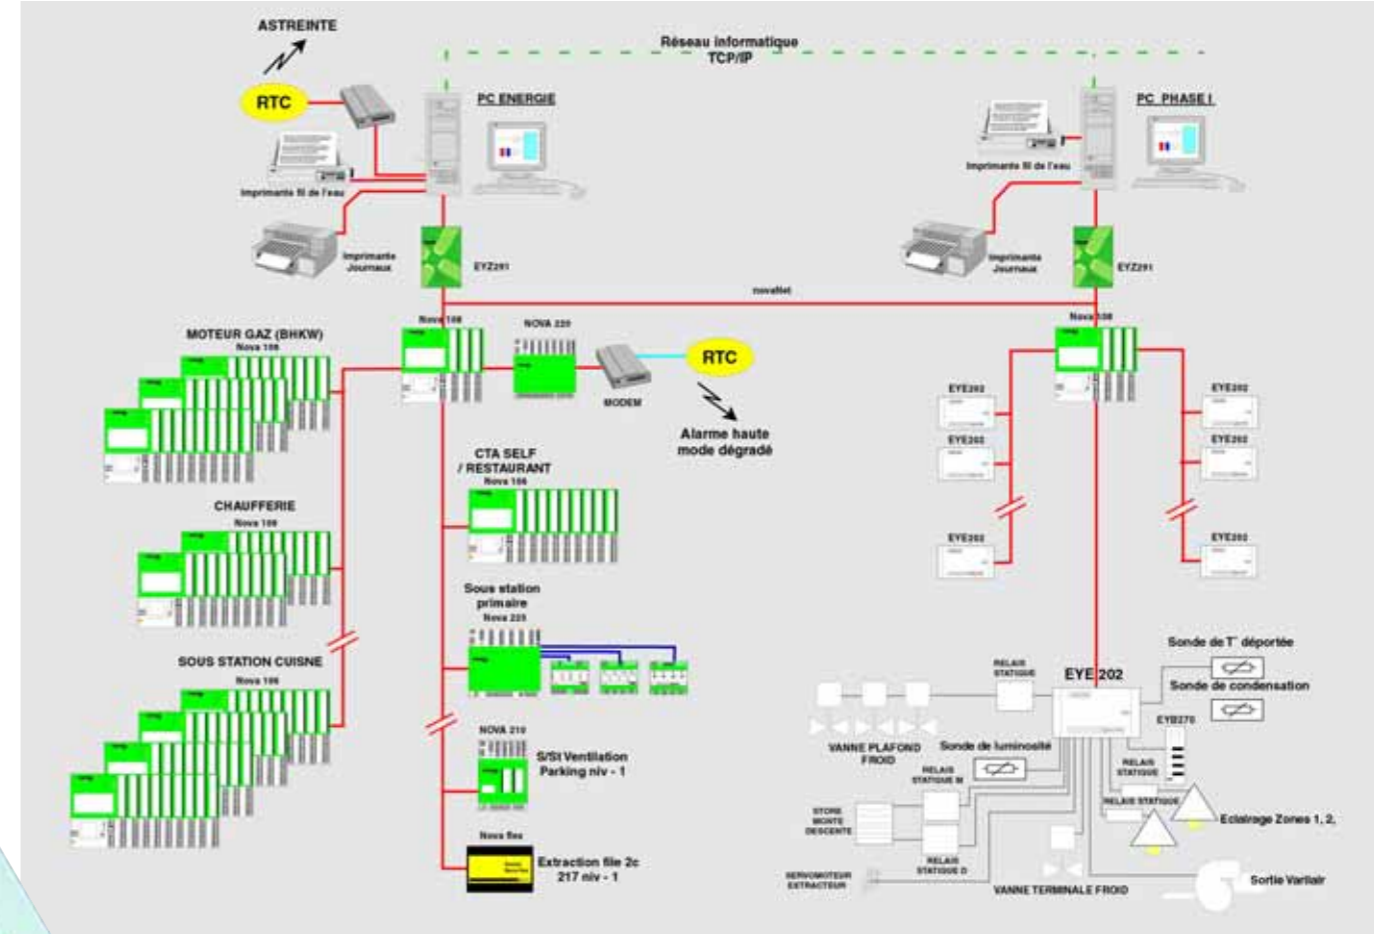 ASTREINTE
Réseau informatique
TCP/IP
RTC
PC ENERGIE
PC PHASE I
Imprimante fil de l'eau
Imprimante fil de l'eau
Imprimante
Journaux
EYZ291
Imprimante
Journaux
EYZ291
novaNet
MOTEUR GAZ (BHKW)
Nova 106
Nova 106
NOVA 220
MODEM
RTC
Alarme haute
mode dégradé
Nova 106
EYE202
EYE202
EYE202
EYE202
EYE202
EYE202
CTA SELF
/ RESTAURANT
Nova 106
CHAUFFERIE
Nova 106
Sous station
primaire
Nova 225
SOUS STATION CUISNE
Nova 106
NOVA 210
S/St Ventilation
Parking niv - 1
Extraction file 2c
217 niv - 1
RELAIS
STATIQUE
EYE 202
Sonde de T° déportée
Sonde de condensation
EYB270
VANNE PLAFOND
FROID
Sonde de luminosité
RELAIS
STATIQUE M
RELAIS
STATIQUE
RELAIS STATIQUE
STORE
MONTE
DESCENTE
RELAIS
STATIQUE D
Eclairage Zones 1, 2,
SERVOMOTEUR
EXTRACTEUR
VANNE TERMINALE FROID
Sortie Variair